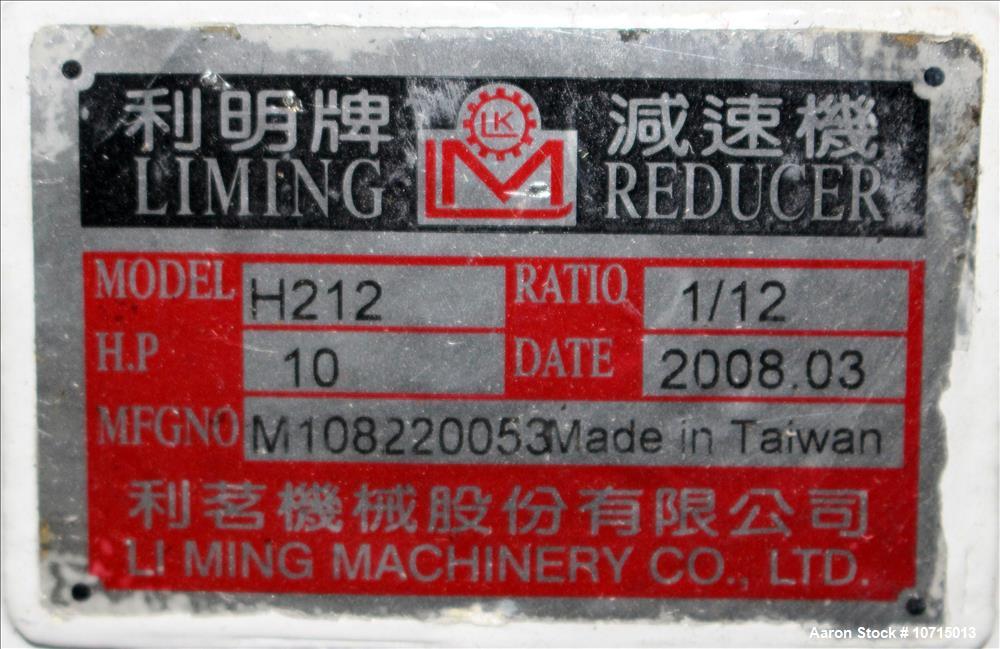 利明牌 LK 減速機
LIMING M REDUCER
MODEL H212 RATIO 1/12
H.P 10 DATE 2008.03
MFGNO M108220053Made in Taiwan
利茗機械股份有限公司
LI MING MACHINERY CO., LTD.
Aaron Stock # 10715013